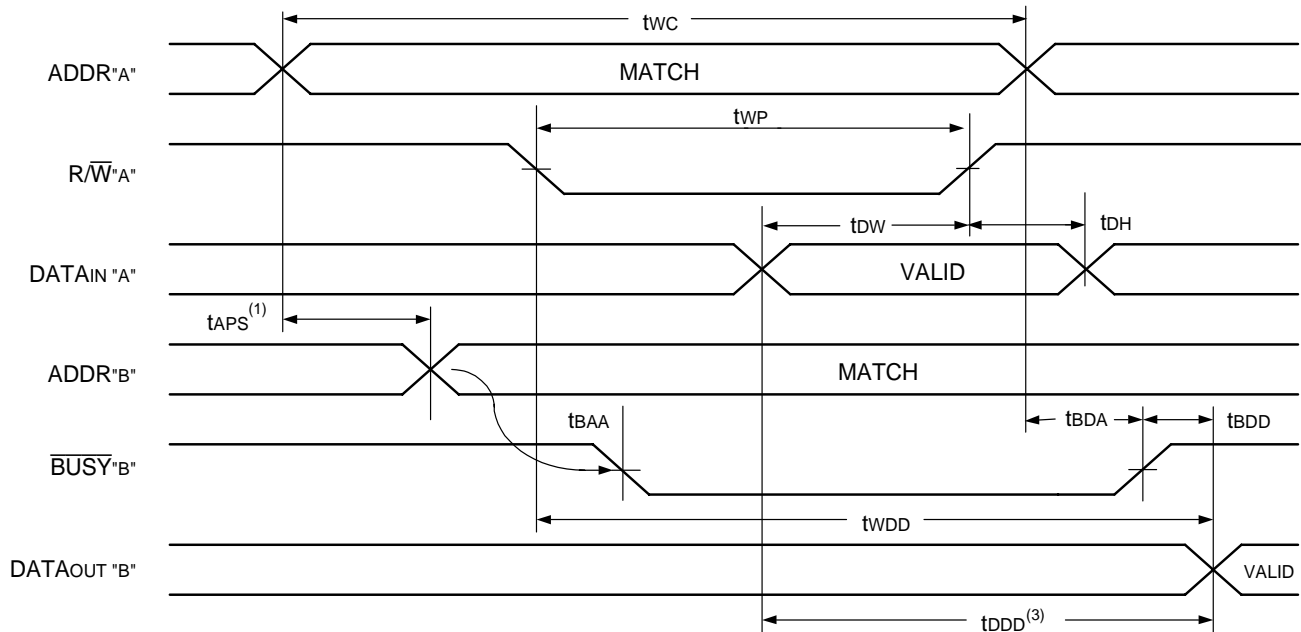 tWC
ADDR"A" MATCH
tWP
R/W"A"
tDW tDH
DATAIN "A" VALID
tAPS(1)
ADDR"B" MATCH
tBAA tBDA tBDD
BUSY"B"
tWDD
DATAOUT "B" VALID
tDDD(3)